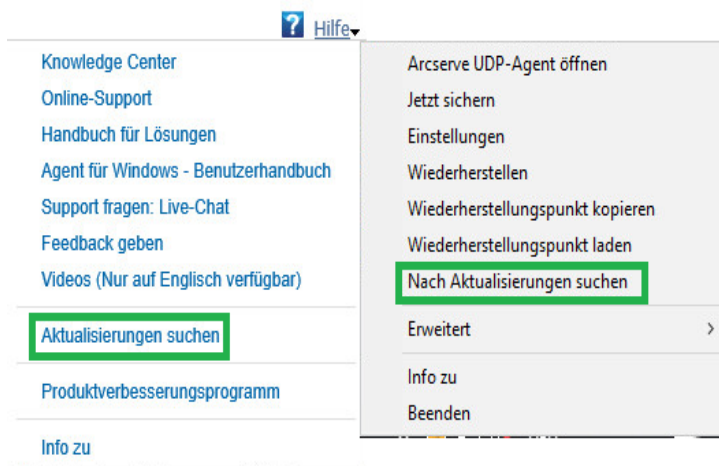 ? Hilfe
Knowledge Center
Online-Support
Handbuch für Lösungen
Agent für Windows - Benutzerhandbuch
Support fragen: Live-Chat
Feedback geben
Videos (Nur auf Englisch verfügbar)
Aktualisierungen suchen
Produktverbesserungsprogramm
Info zu
Arcserve UDP-Agent öffnen
Jetzt sichern
Einstellungen
Wiederherstellen
Wiederherstellungspunkt kopieren
Wiederherstellungspunkt laden
Nach Aktualisierungen suchen
Erweitert
Info zu
Beenden